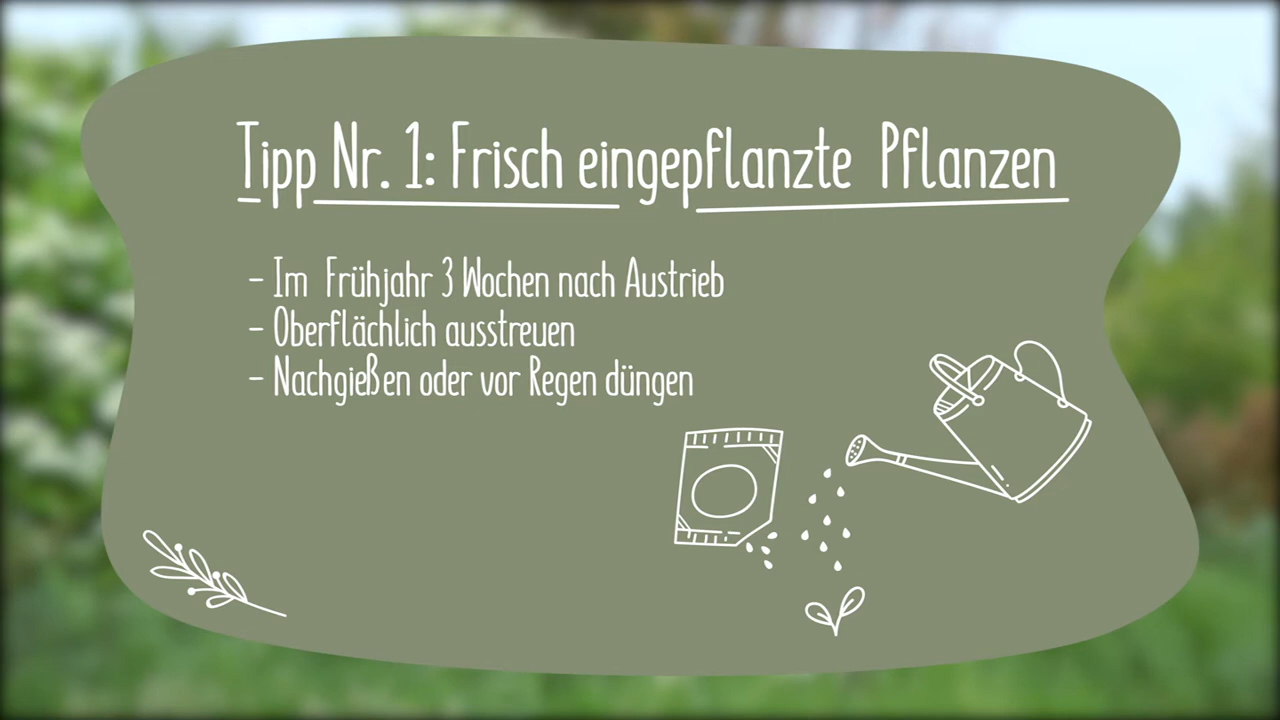 Tipp Nr. 1: Frisch eingepflanzte Pflanzen
- Im Frühjahr 3 Wochen nach Austrieb
- Oberflächlich ausstreuen
- Nachgießen oder vor Regen düngen